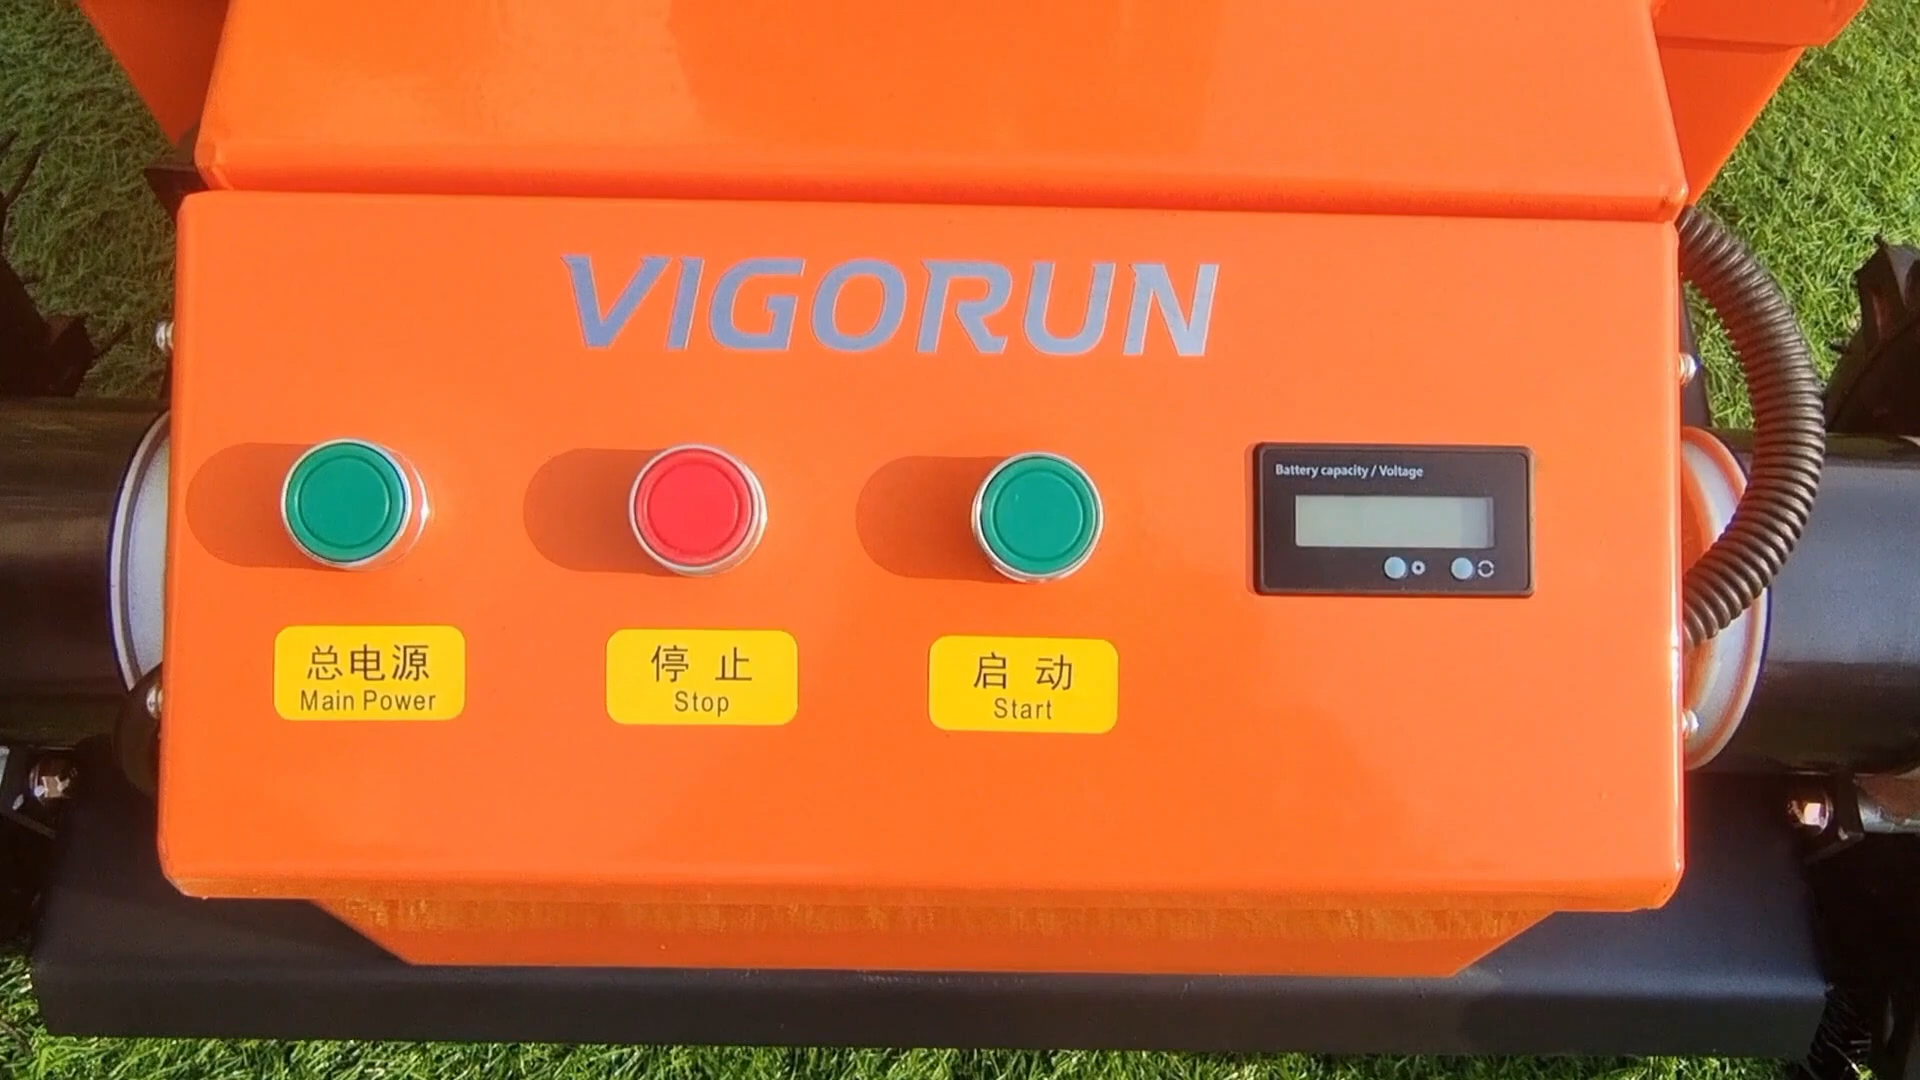 VIGORUN
Battery capacity / Voltage
总电源
Main Power
停止
Stop
启动
Start